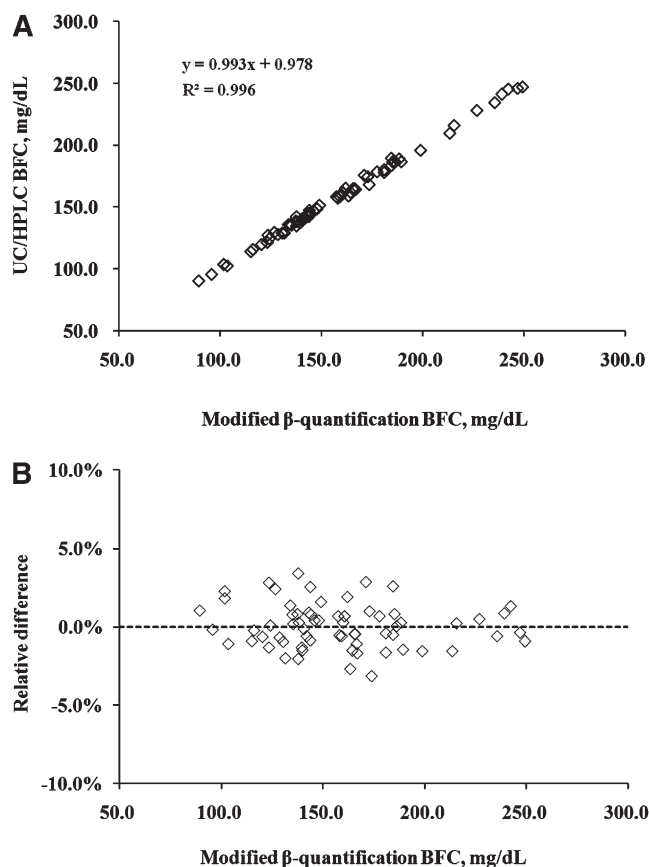 A
300.0
250.0
200.0
150.0
100.0
50.0
UC/HPLC BFC, mg/dL
y = 0.993x + 0.978
R² = 0.996
50.0 100.0 150.0 200.0 250.0 300.0
Modified β-quantification BFC, mg/dL
B
10.0%
5.0%
0.0%
-5.0%
-10.0%
Relative difference
50.0 100.0 150.0 200.0 250.0 300.0
Modified β-quantification BFC, mg/dL